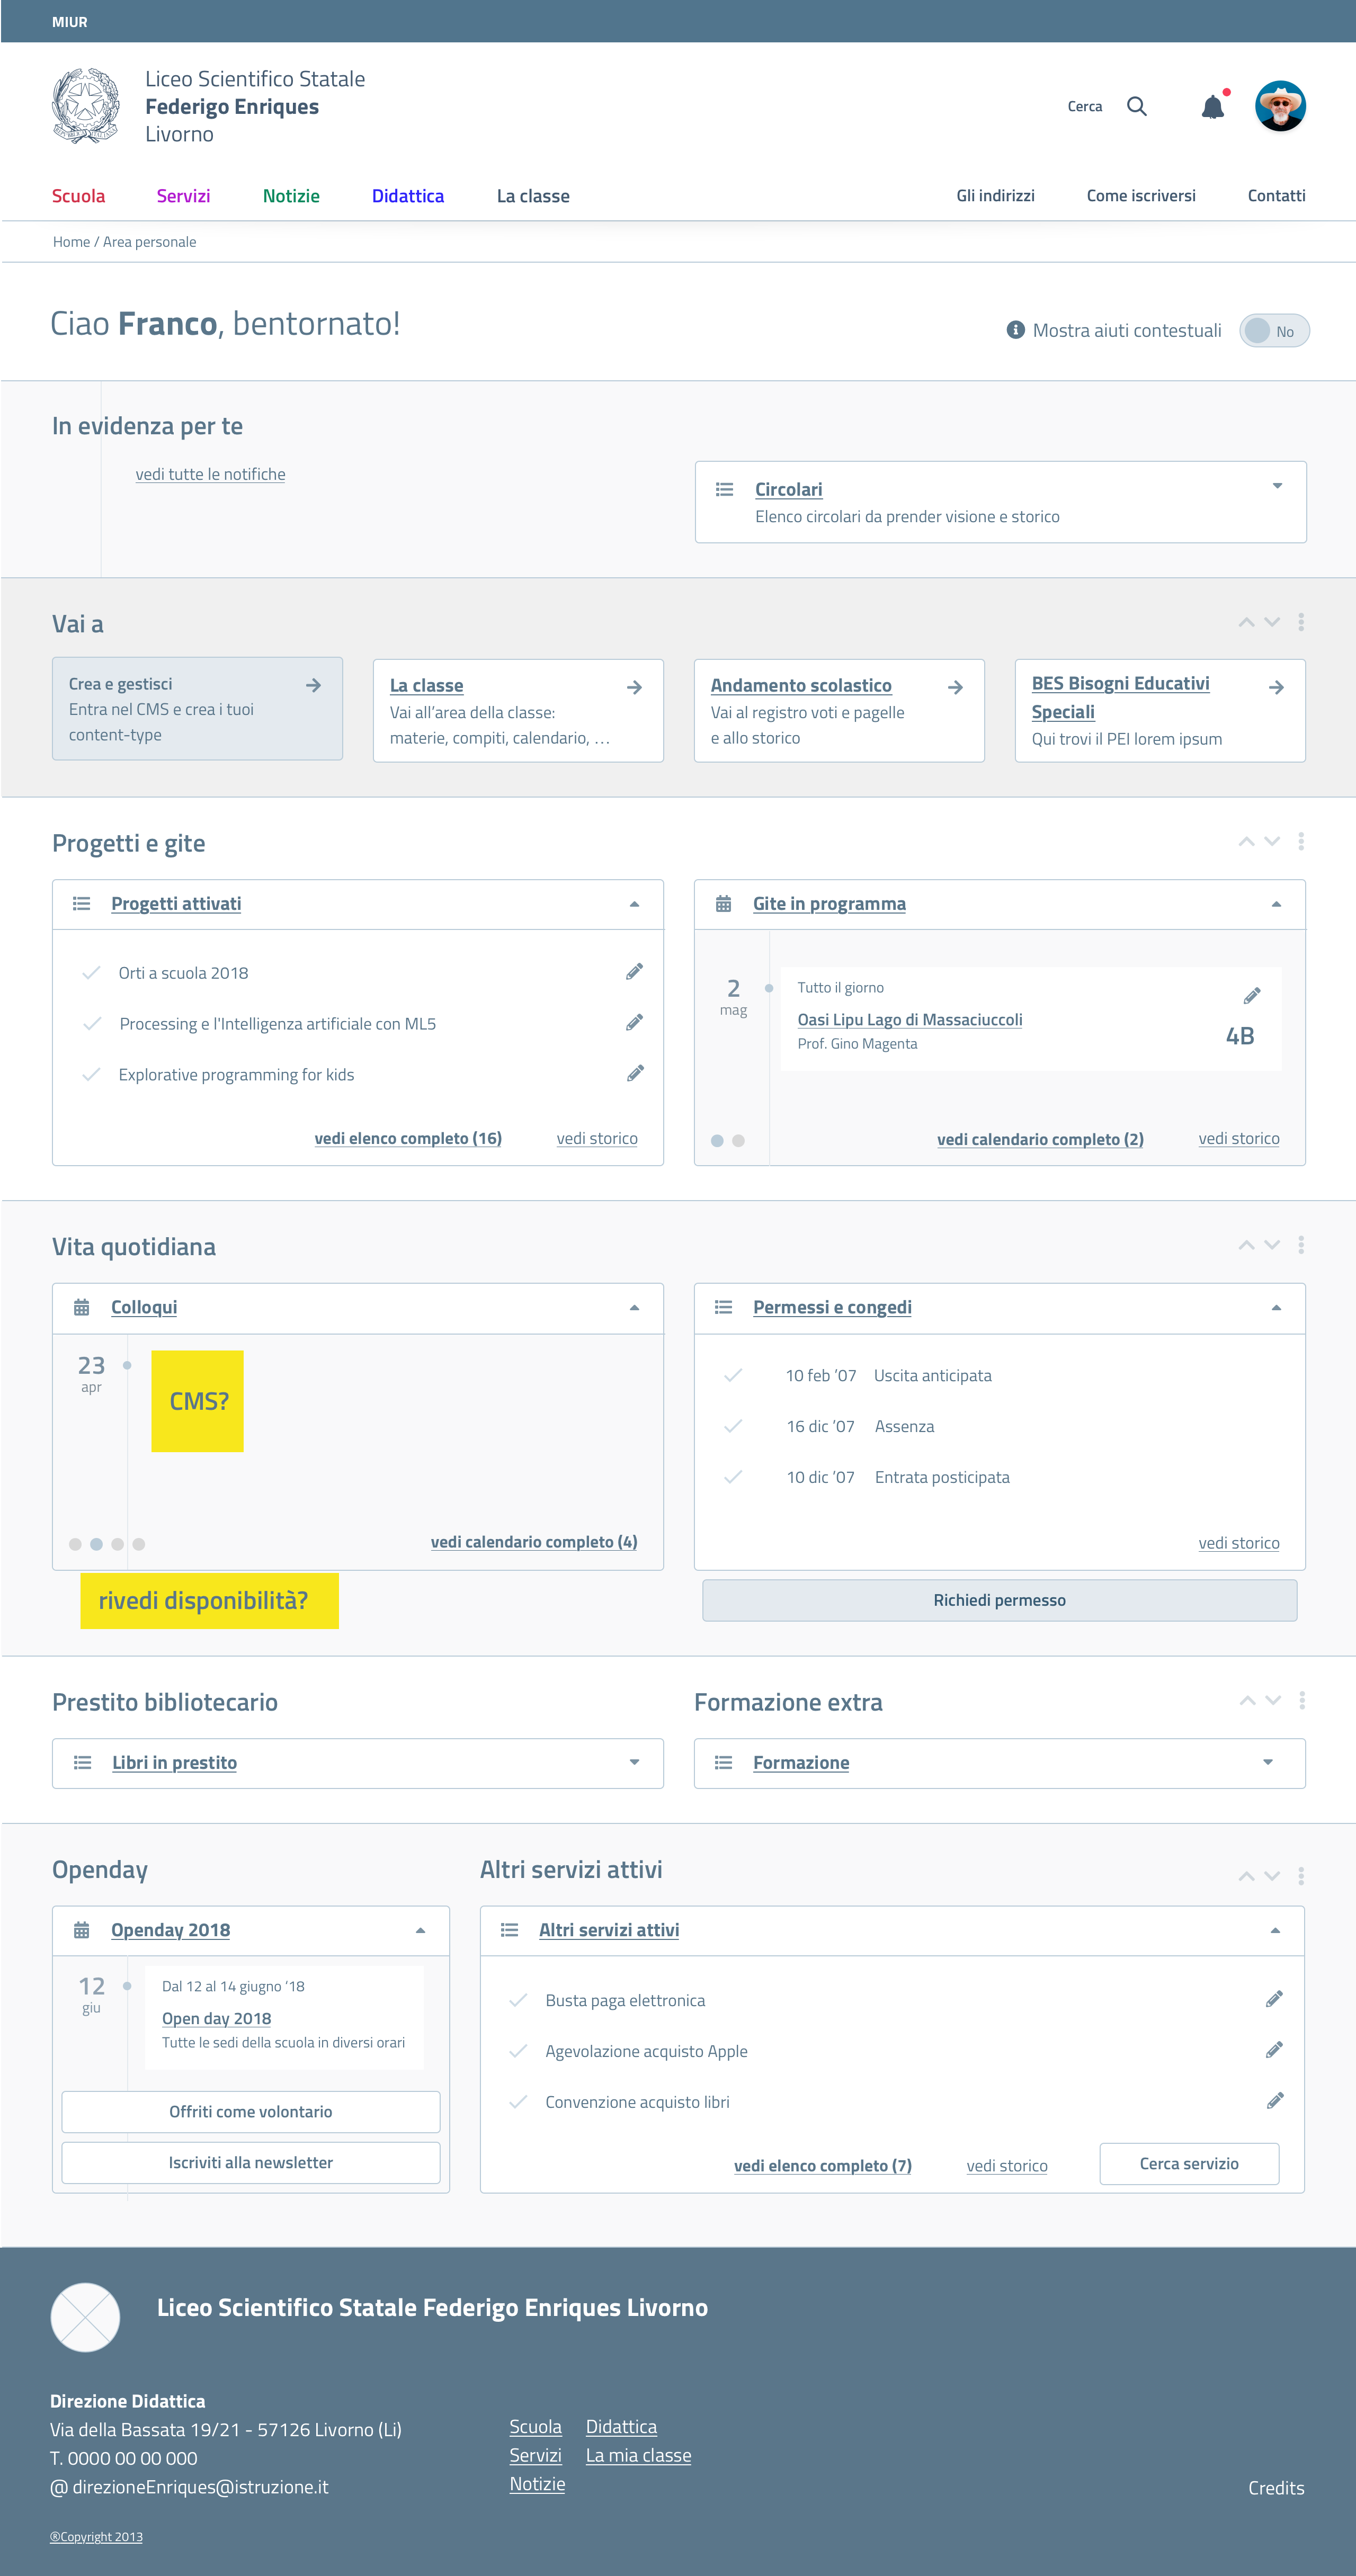 MIUR
Liceo Scientifico Statale
Federigo Enriques
Livorno
Cerca
Scuola Servizi Notizie Didattica La classe Gli indirizzi Come iscriversi Contatti
Home / Area personale
Ciao Franco, bentornato!
Mostra aiuti contestuali No
In evidenza per te
vedi tutte le notifiche
Circolari
Elenco circolari da prender visione e storico
Vai a
Crea e gestisci
Entra nel CMS e crea i tuoi
content-type
La classe
Vai all'area della classe:
materie, compiti, calendario, ...
Andamento scolastico
Vai al registro voti e pagelle
e allo storico
BES Bisogni Educativi
Speciali
Qui trovi il PEI lorem ipsum
Progetti e gite
Progetti attivati
Orti a scuola 2018
Processing e l'Intelligenza artificiale con ML5
Explorative programming for kids
vedi elenco completo (16) vedi storico
Gite in programma
2
mag
Tutto il giorno
Oasi Lipu Lago di Massaciuccoli
Prof. Gino Magenta
4B
vedi calendario completo (2) vedi storico
Vita quotidiana
Colloqui
23
apr
CMS?
vedi calendario completo (4)
rivedi disponibilità?
Permessi e congedi
10 feb '07 Uscita anticipata
16 dic '07 Assenza
10 dic '07 Entrata posticipata
vedi storico
Richiedi permesso
Prestito bibliotecario
Libri in prestito
Formazione extra
Formazione
Openday
Openday 2018
12
giu
Dal 12 al 14 giugno '18
Open day 2018
Tutte le sedi della scuola in diversi orari
Offriti come volontario
Iscriviti alla newsletter
Altri servizi attivi
Altri servizi attivi
Busta paga elettronica
Agevolazione acquisto Apple
Convenzione acquisto libri
vedi elenco completo (7) vedi storico Cerca servizio
Liceo Scientifico Statale Federigo Enriques Livorno
Direzione Didattica
Via della Bassata 19/21 - 57126 Livorno (Li)
T. 0000 00 00 000
@ direzioneEnriques@istruzione.it
Scuola Didattica
Servizi La mia classe
Notizie
Credits
®Copyright 2013